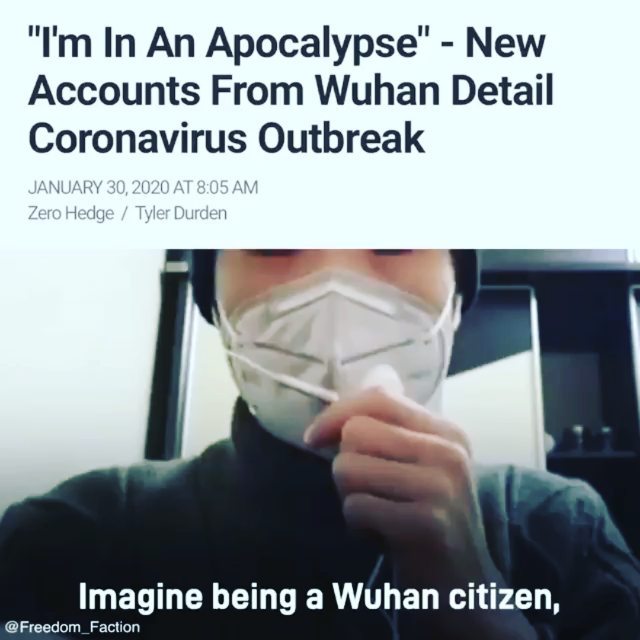 "I'm In An Apocalypse" - New
Accounts From Wuhan Detail
Coronavirus Outbreak
JANUARY 30, 2020 AT 8:05 AM
Zero Hedge / Tyler Durden
Imagine being a Wuhan citizen,
@Freedom_Faction